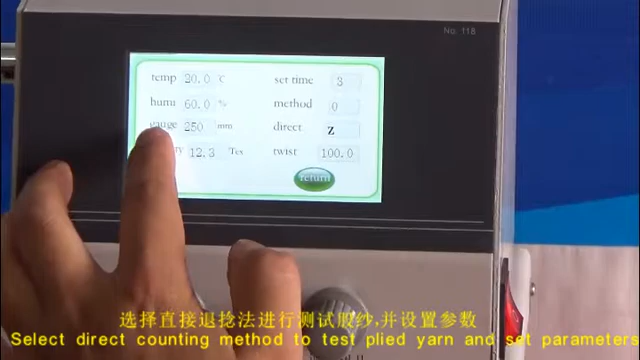 No. 118
temp 20.0 C set time 3
humu 60.0 % method 0
gauge 250 mm direct Z
12.3 Tex twist 100.0
return
选择直接退捻法进行测试股纱,并设置参数
Select direct counting method to test plied yarn and set parameters